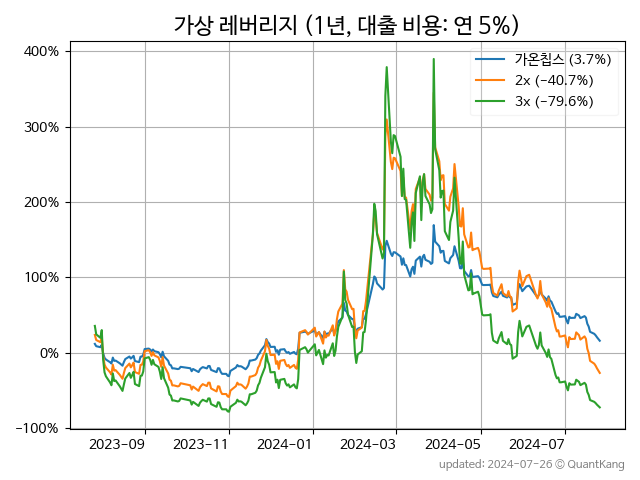 가상 레버리지 (1년, 대출 비용: 연 5%)
400%
300%
200%
100%
0%
−100%
가온칩스 (3.7%)
2x (−40.7%)
3x (−79.6%)
2023-09
2023-11
2024-01
2024-03
2024-05
2024-07
updated: 2024-07-26 © QuantKang